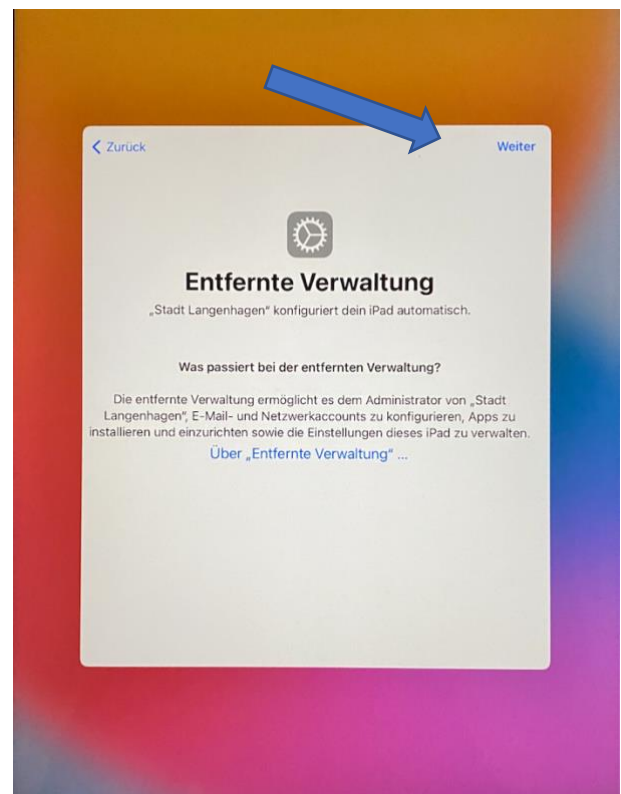 Zurück
Weiter
Entfernte Verwaltung
„Stadt Langenhagen“ konfiguriert dein iPad automatisch.
Was passiert bei der entfernten Verwaltung?
Die entfernte Verwaltung ermöglicht es dem Administrator von „Stadt
Langenhagen“, E-Mail- und Netzwerkaccounts zu konfigurieren, Apps zu
installieren und einzurichten sowie die Einstellungen dieses iPad zu verwalten.
Über „Entfernte Verwaltung“ ...